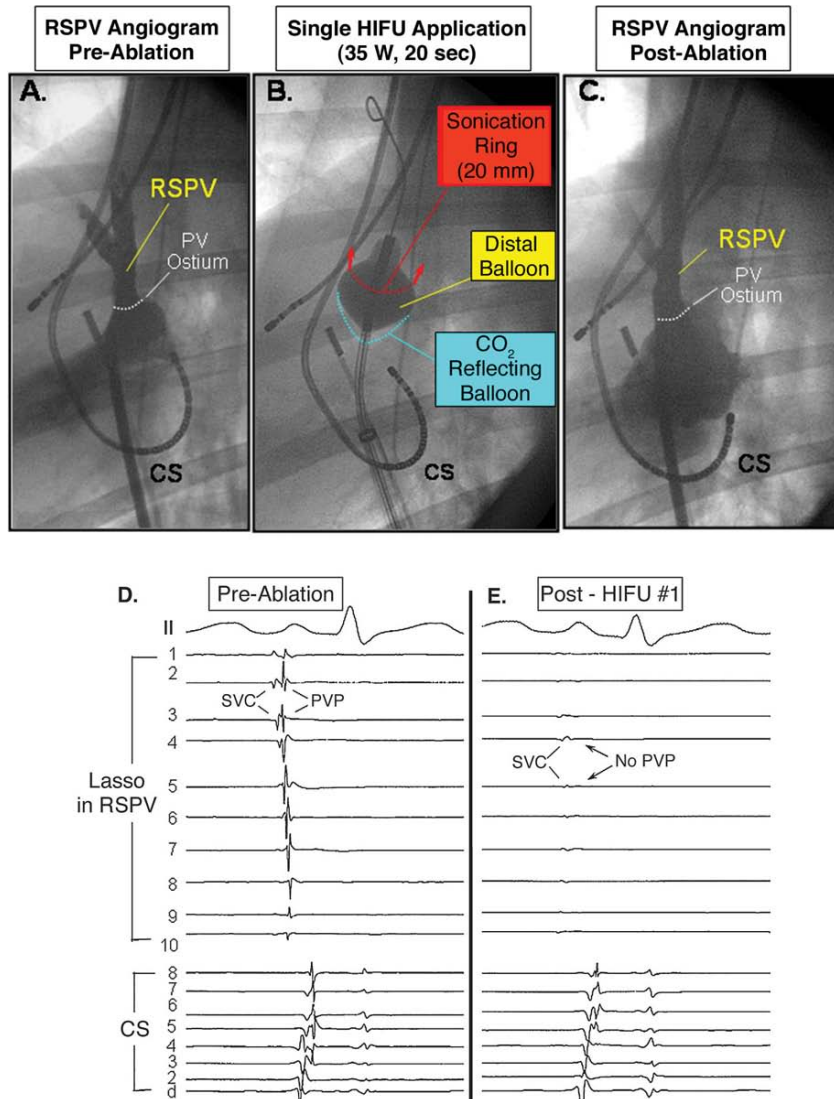 RSPV Angiogram
Pre-Ablation
Single HIFU Application
(35 W, 20 sec)
RSPV Angiogram
Post-Ablation
A.
RSPV
PV
Ostium
CS
B.
Sonication
Ring
(20 mm)
Distal
Balloon
CO2
Reflecting
Balloon
CS
C.
RSPV
PV
Ostium
CS
D.
Pre-Ablation
II
1
2
SVC
PVP
3
4
Lasso
in RSPV
5
6
7
8
9
10
8
7
6
CS
5
4
3
2
d
E.
Post - HIFU #1
SVC
No PVP